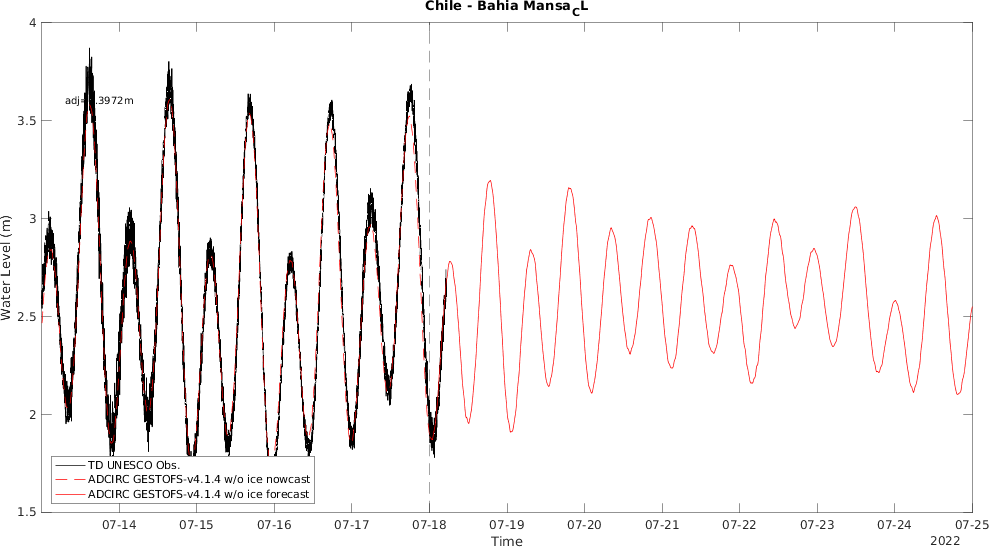 Chile - Bahia Mansa_CL
4
3.5
3
2.5
2
1.5
Water Level (m)
.3972m
TD UNESCO Obs.
ADCIRC GESTOFS-v4.1.4 w/o ice nowcast
ADCIRC GESTOFS-v4.1.4 w/o ice forecast
07-14 07-15 07-16 07-17 07-18 07-19 07-20 07-21 07-22 07-23 07-24 07-25
Time
2022